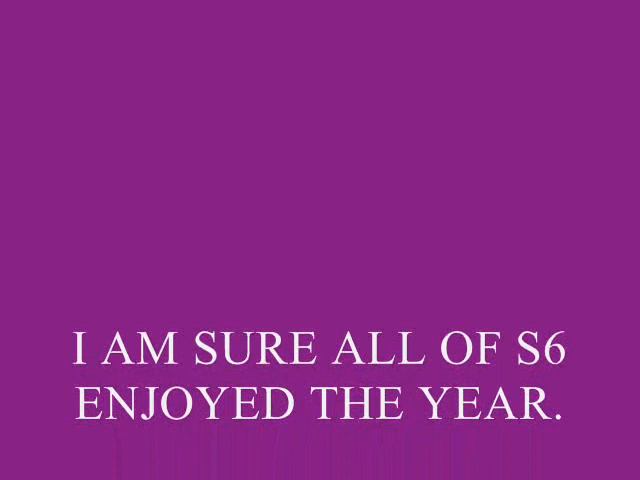 I AM SURE ALL OF S6
ENJOYED THE YEAR.